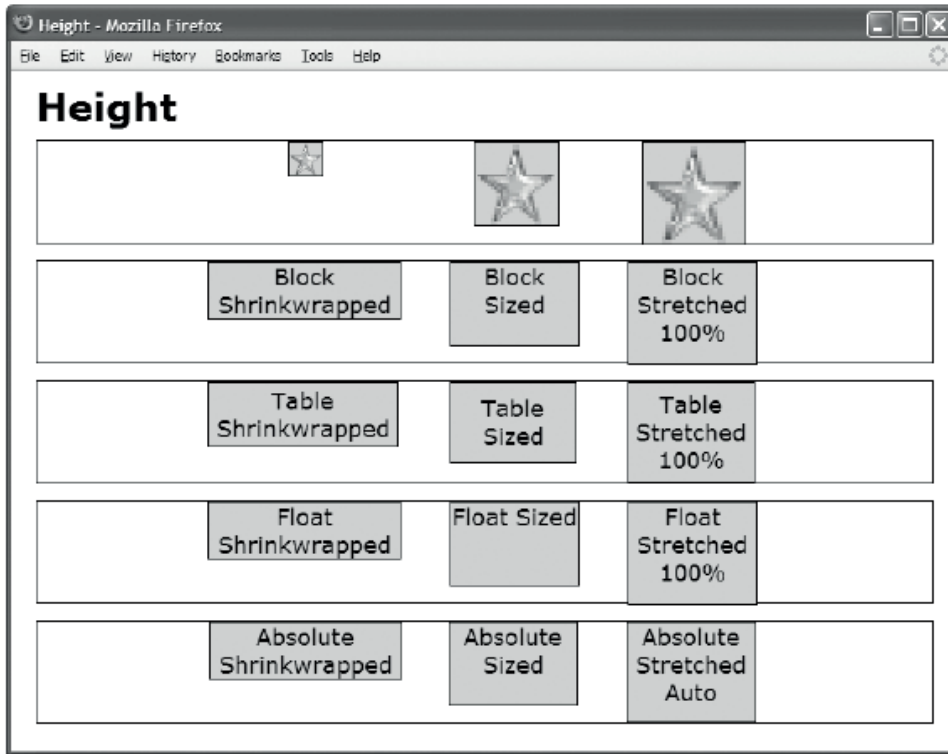 Height - Mozilla Firefox
File Edit View History Bookmarks Tools Help
Height
Block Shrinkwrapped
Block Sized
Block Stretched 100%
Table Shrinkwrapped
Table Sized
Table Stretched 100%
Float Shrinkwrapped
Float Sized
Float Stretched 100%
Absolute Shrinkwrapped
Absolute Sized
Absolute Stretched Auto